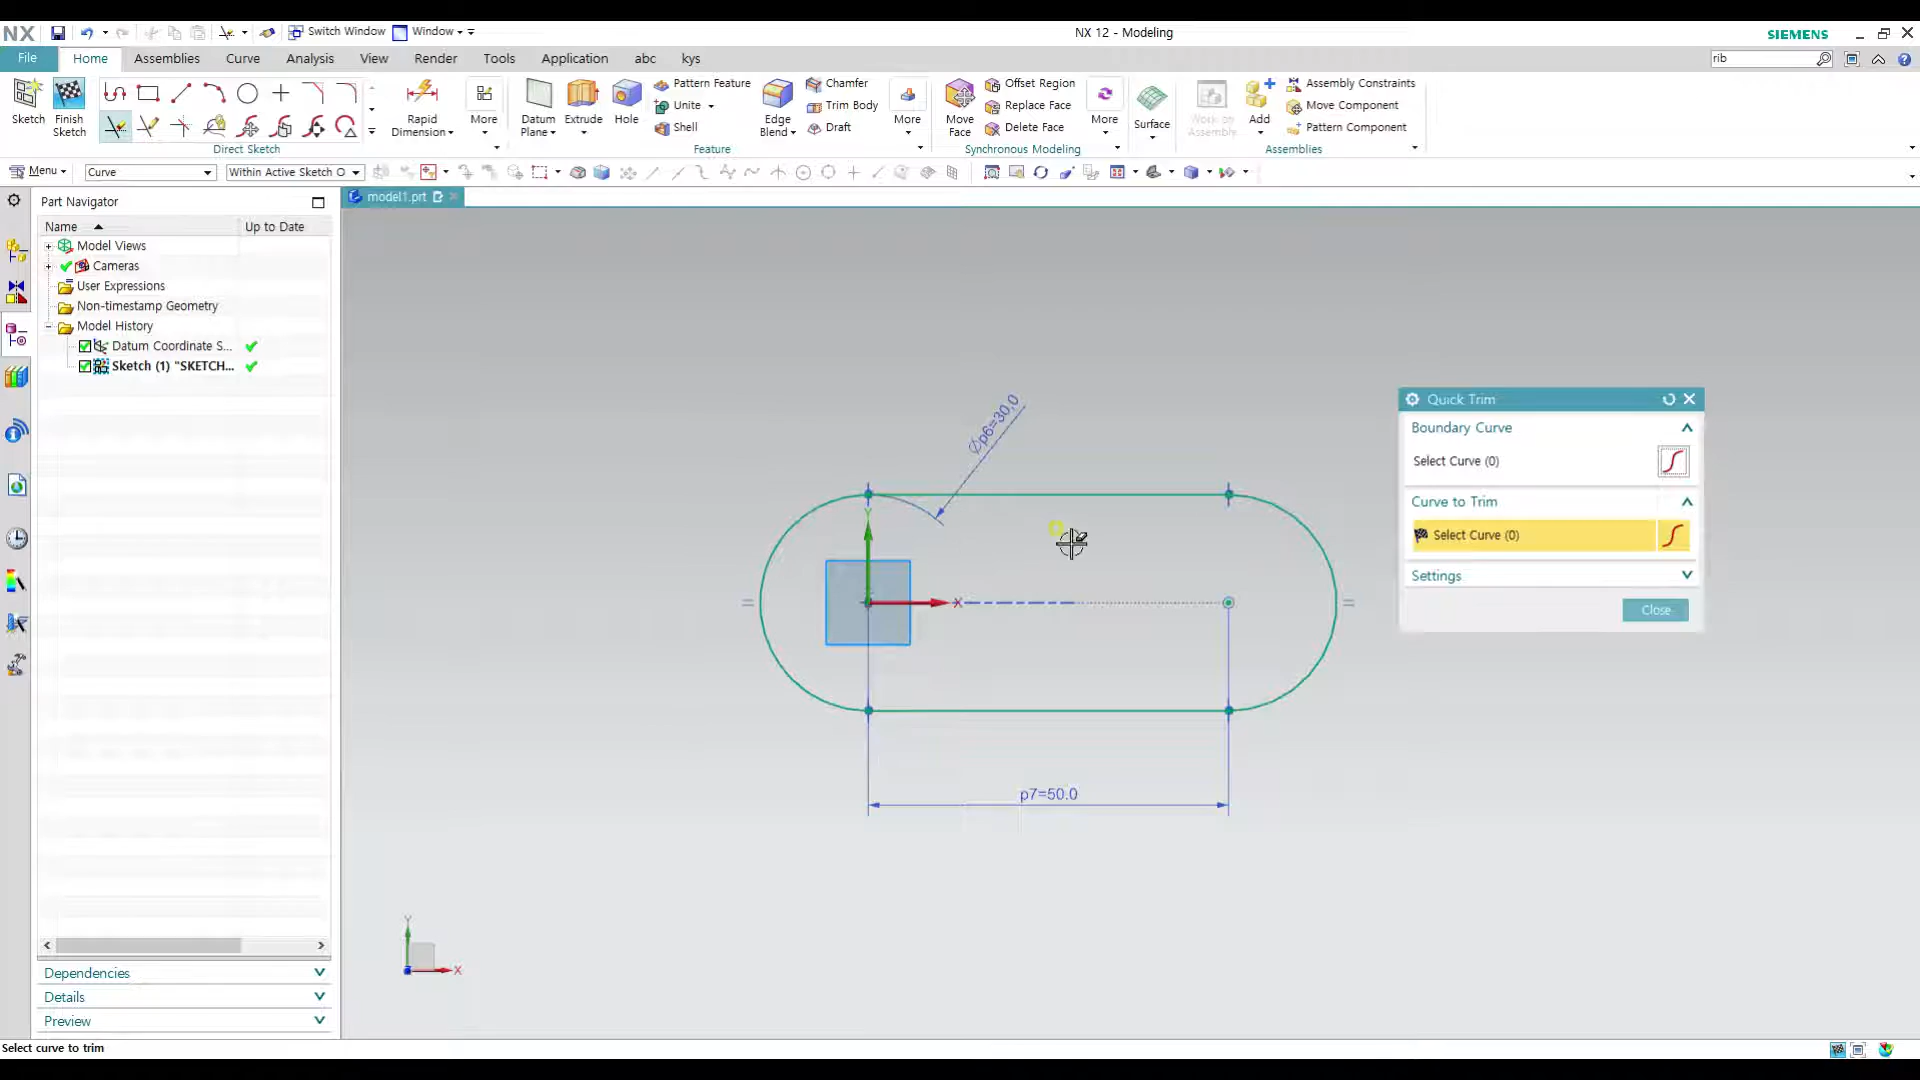 NX
Switch Window
Window
NX 12 - Modeling
SIEMENS
File
Home
Assemblies
Curve
Analysis
View
Render
Tools
Application
abc
kys
rib
Sketch
Finish Sketch
Direct Sketch
Rapid Dimension
More
Datum Plane
Extrude
Hole
Pattern Feature
Unite
Shell
Edge Blend
Chamfer
Trim Body
Draft
More
Feature
Move Face
Offset Region
Replace Face
Delete Face
More
Synchronous Modeling
Surface
Work on Assembly
Add
Assembly Constraits
Move Component
Pattern Component
Assemblies
Menu
Curve
Within Active Sketch O
Part Navigator
Name
Up to Date
Model Views
Cameras
User Expressions
Non-timestamp Geometry
Model History
Datum Coordinate S...
Sketch (1) "SKETCH...
Dependencies
Details
Preview
model1.prt
Øp6=30,0
Y
X
p7=50.0
Y
X
Quick Trim
Boundary Curve
Select Curve (0)
Curve to Trim
Select Curve (0)
Settings
Close
Select curve to trim